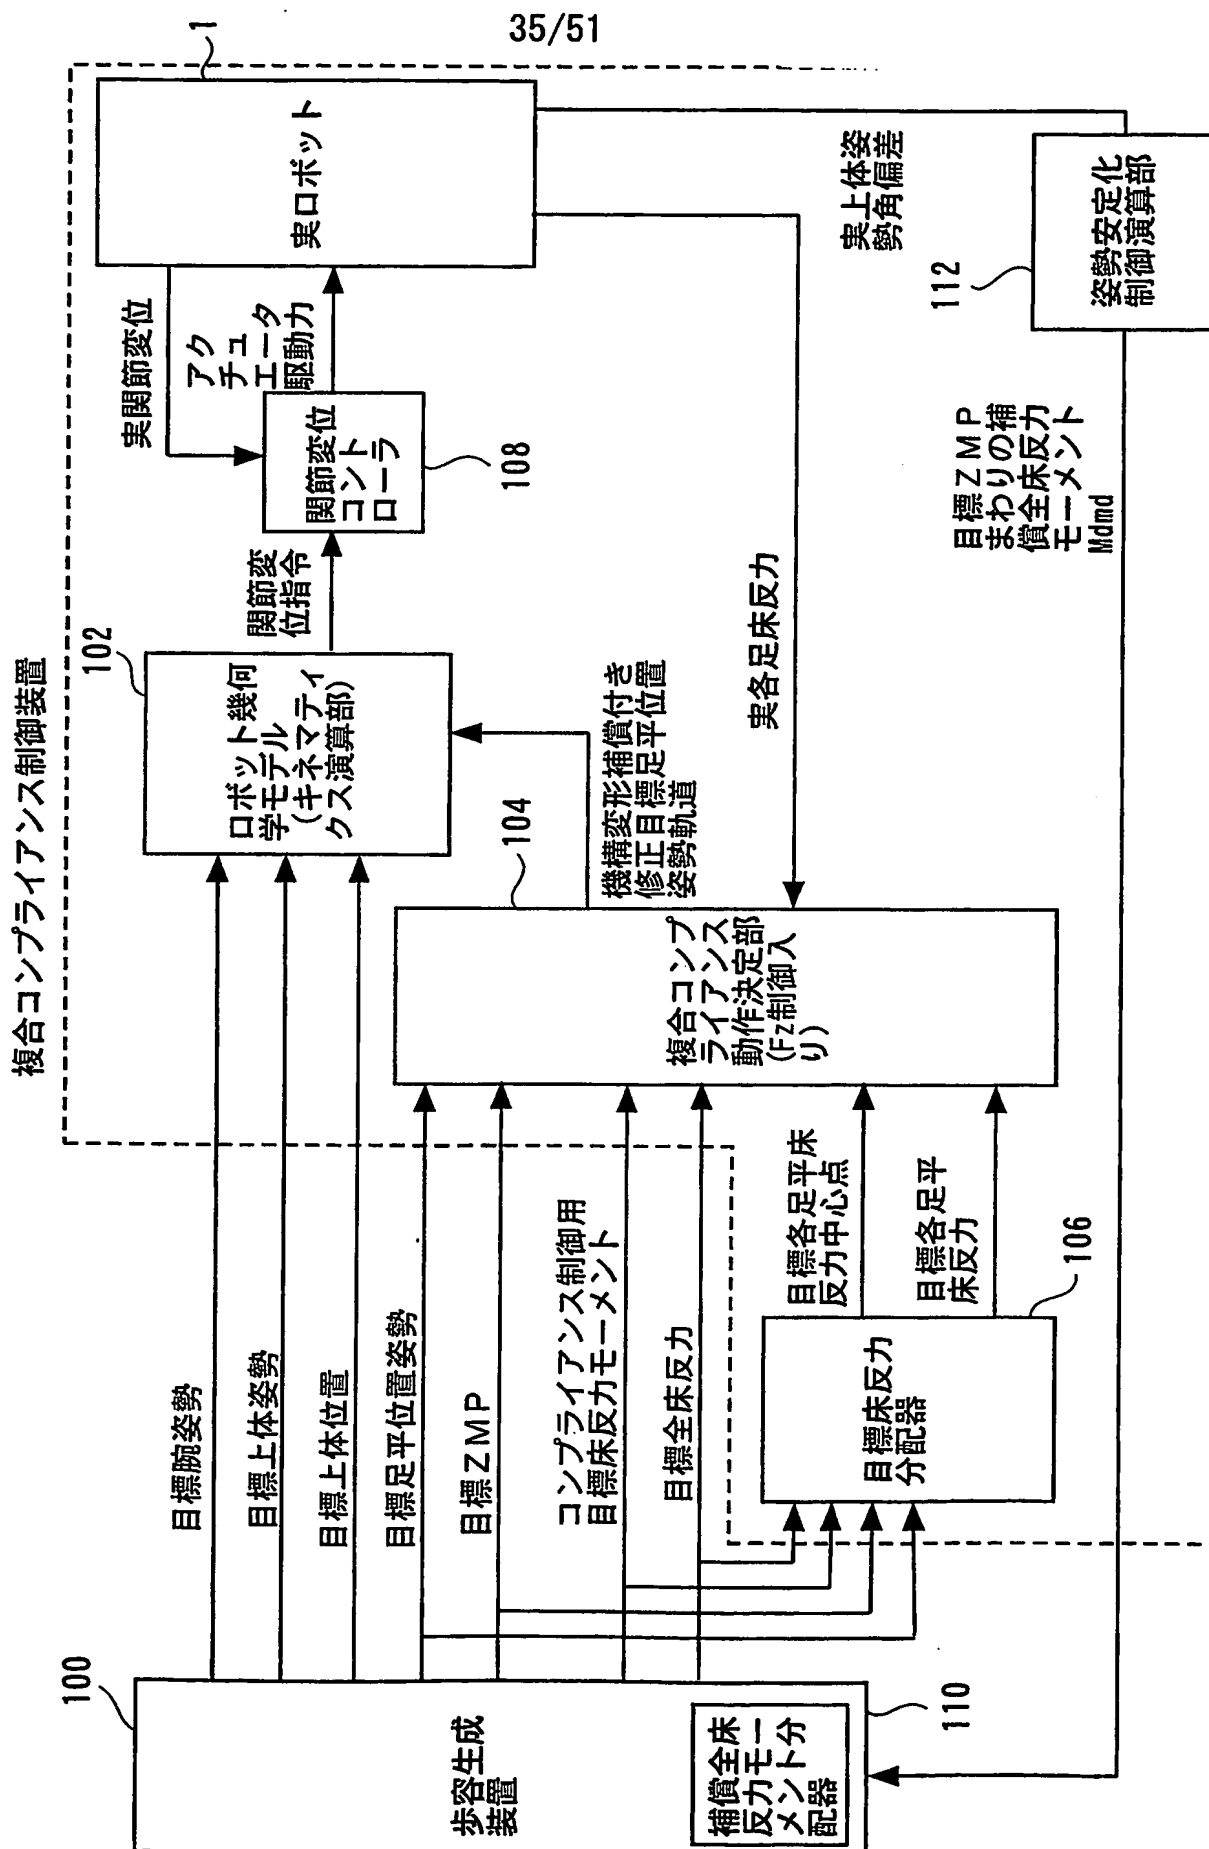 35/51
複合コンプライアンス制御装置
100
歩容生成
装置
補償全床
反力モー
メント分
配器
110
目標腕姿勢
目標上体姿勢
目標上体位置
目標足平位置姿勢
目標ZMP
コンプライアンス制御用
目標床反力モーメント
目標全床反力
目標床反力
分配器
106
目標各足平床
反力中心点
目標各足平
床反力
102
ロボット幾何
学モデル
(キネマティ
クス演算部)
104
複合コンプ
ライアンス
動作決定部
(Fz制御入
り)
機構変形補償付き
修正目標足平位置
姿勢軌道
関節変
位指令
関節変位
コント
ローラ
108
実関節変位
アク
チュ
エータ
駆動力
実ロボット
1
実各足床反力
実上体姿
勢角偏差
112
姿勢安定化
制御演算部
目標ZMP
まわりの補
償全床反力
モーメント
Mdmd